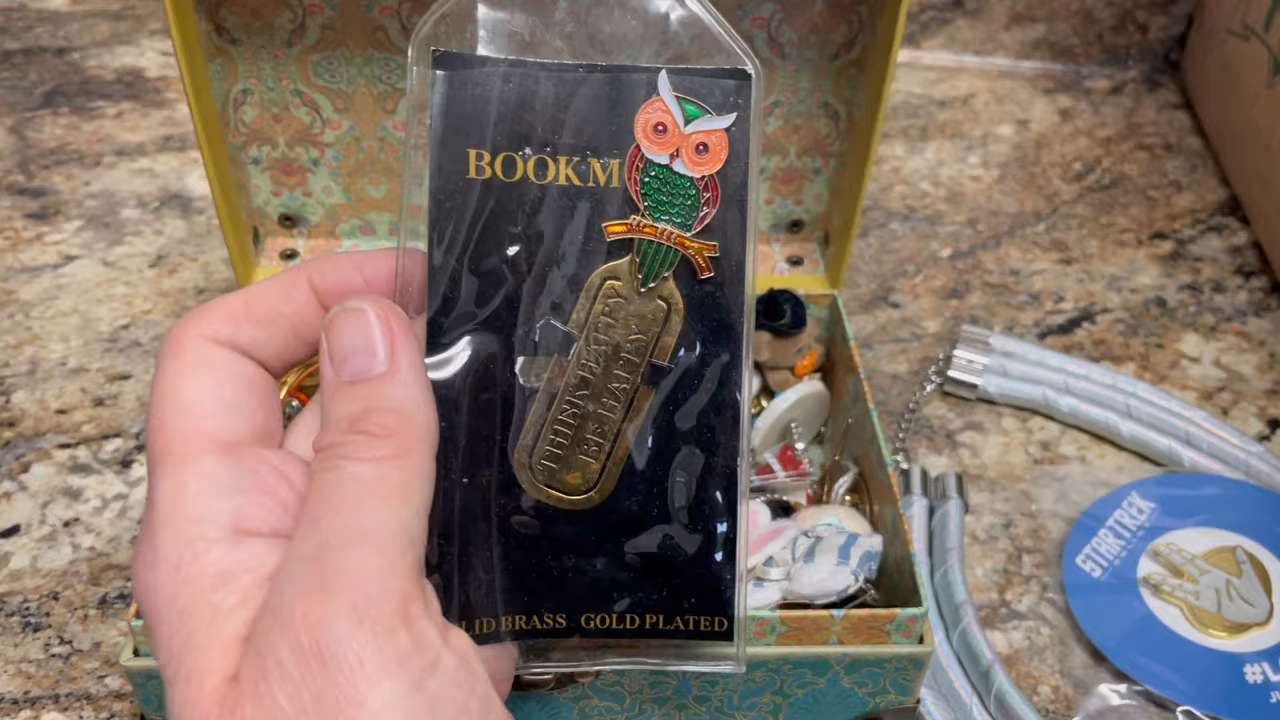 BOOKM
THINK HAPPY
BE HAPPY
LID BRASS GOLD PLATED
STAR TREK